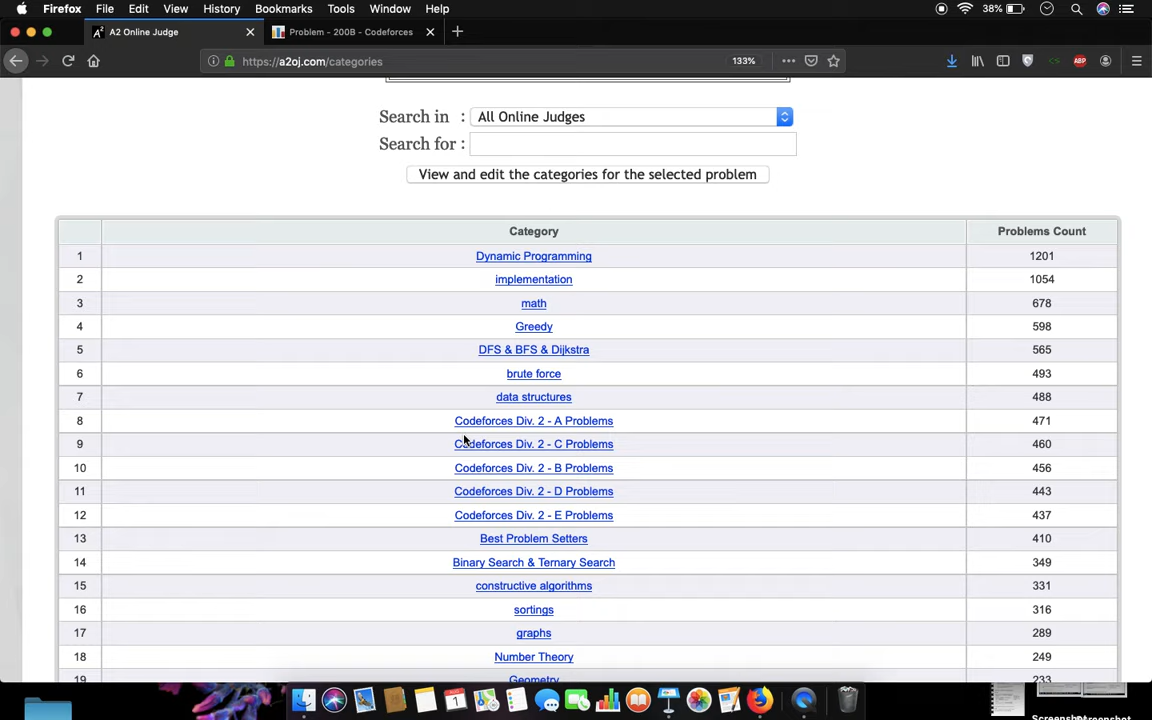 Firefox File Edit View History Bookmarks Tools Window Help 38%
A2 A2 Online Judge Problem - 200B - Codeforces
https://a2oj.com/categories 133% ABP
Search in : All Online Judges
Search for :
View and edit the categories for the selected problem
Category Problems Count
1 Dynamic Programming 1201
2 implementation 1054
3 math 678
4 Greedy 598
5 DFS & BFS & Dijkstra 565
6 brute force 493
7 data structures 488
8 Codeforces Div. 2 - A Problems 471
9 Codeforces Div. 2 - C Problems 460
10 Codeforces Div. 2 - B Problems 456
11 Codeforces Div. 2 - D Problems 443
12 Codeforces Div. 2 - E Problems 437
13 Best Problem Setters 410
14 Binary Search & Ternary Search 349
15 constructive algorithms 331
16 sortings 316
17 graphs 289
18 Number Theory 249
19 Geometry 233